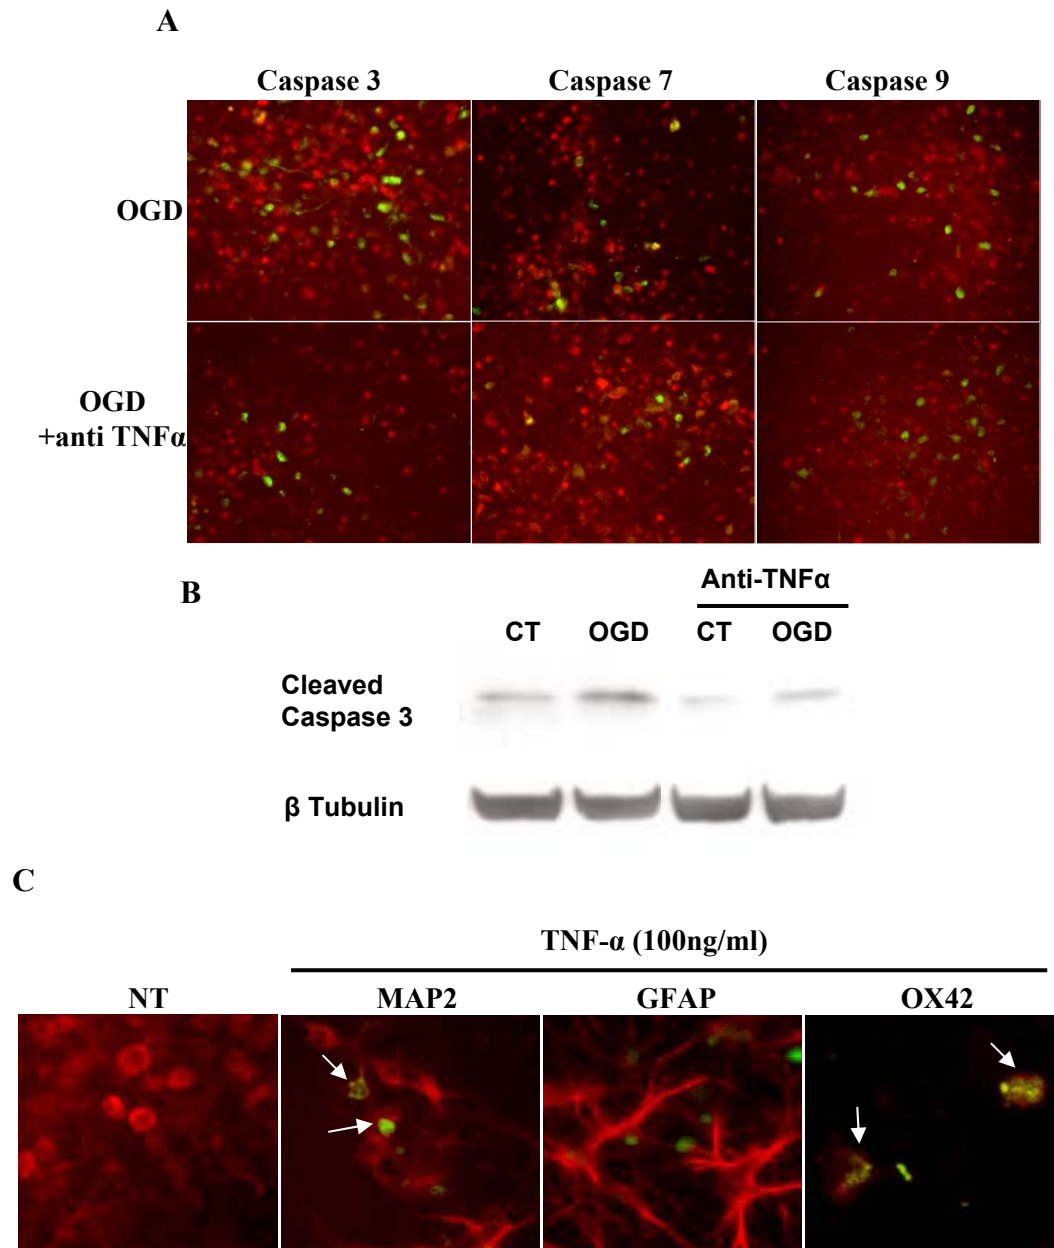 A
Caspase 3 Caspase 7 Caspase 9
OGD
OGD
+anti TNFα
B
Anti-TNFα
CT OGD CT OGD
Cleaved
Caspase 3
β Tubulin
C
TNF-α (100ng/ml)
NT MAP2 GFAP OX42